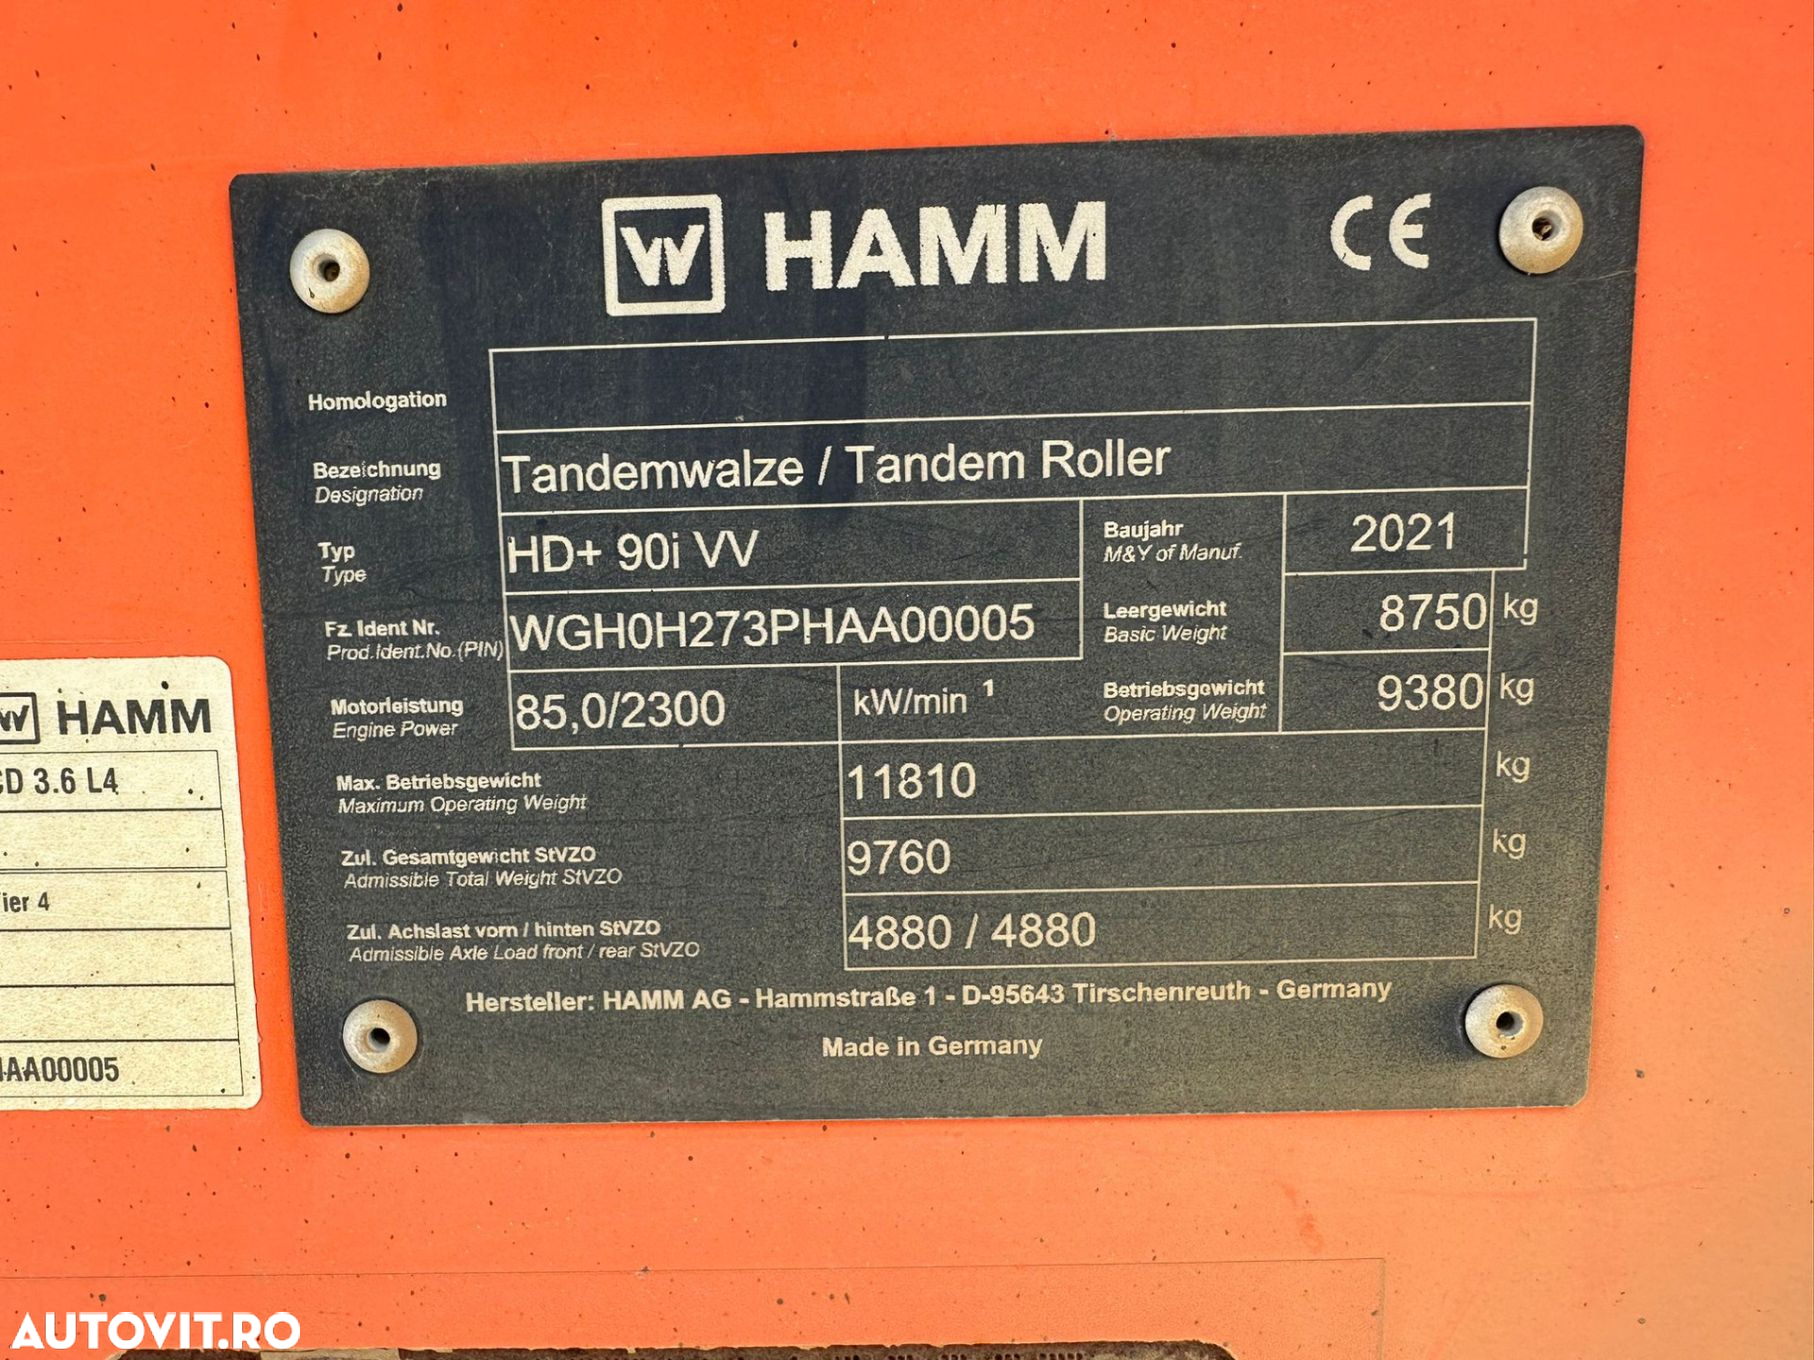 HAMM
CE
Homologation
Bezeichnung
Designation
Tandemwalze / Tandem Roller
Typ
Type
HD+ 90i VV
Baujahr
M&Y of Manuf.
2021
Fz. Ident Nr.
Prod.Ident.No.(PIN)
WGH0H273PHAA00005
Leergewicht
Basic Weight
8750 kg
Motorleistung
Engine Power
85,0/2300
kW/min ¹
Betriebsgewicht
Operating Weight
9380 kg
Max. Betriebsgewicht
Maximum Operating Weight
11810 kg
Zul. Gesamtgewicht StVZO
Admissible Total Weight StVZO
9760 kg
Zul. Achslast vorn / hinten StVZO
Admissible Axle Load front / rear StVZO
4880 / 4880 kg
Hersteller: HAMM AG - Hammstraße 1 - D-95643 Tirschenreuth - Germany
Made in Germany
HAMM
CD 3.6 L4
ier 4
AA00005
AUTOVIT.RO